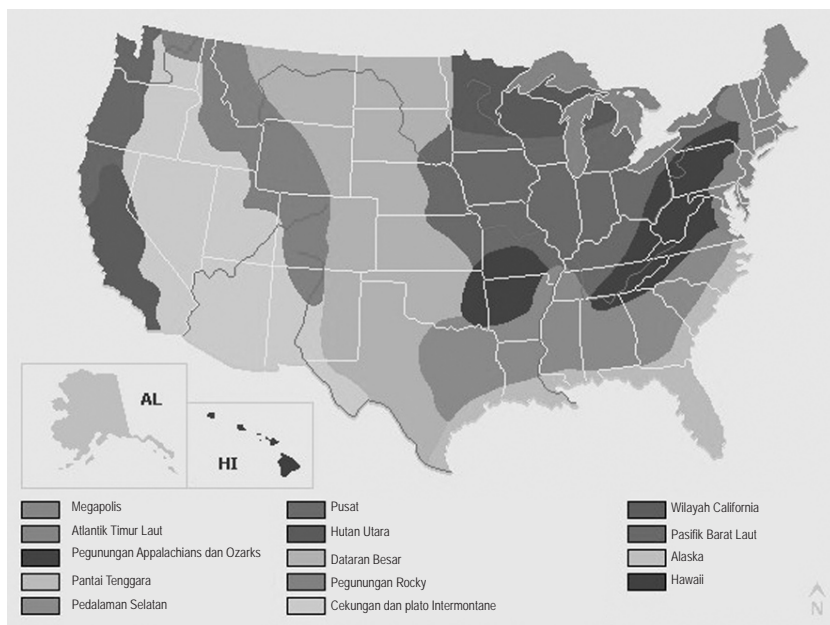 AL
HI
Megapolis
Atlantik Timur Laut
Pegunungan Appalachians dan Ozarks
Pantai Tenggara
Pedalaman Selatan
Pusat
Hutan Utara
Dataran Besar
Pegunungan Rocky
Cekungan dan plato Intermontane
Wilayah California
Pasifik Barat Laut
Alaska
Hawaii
N